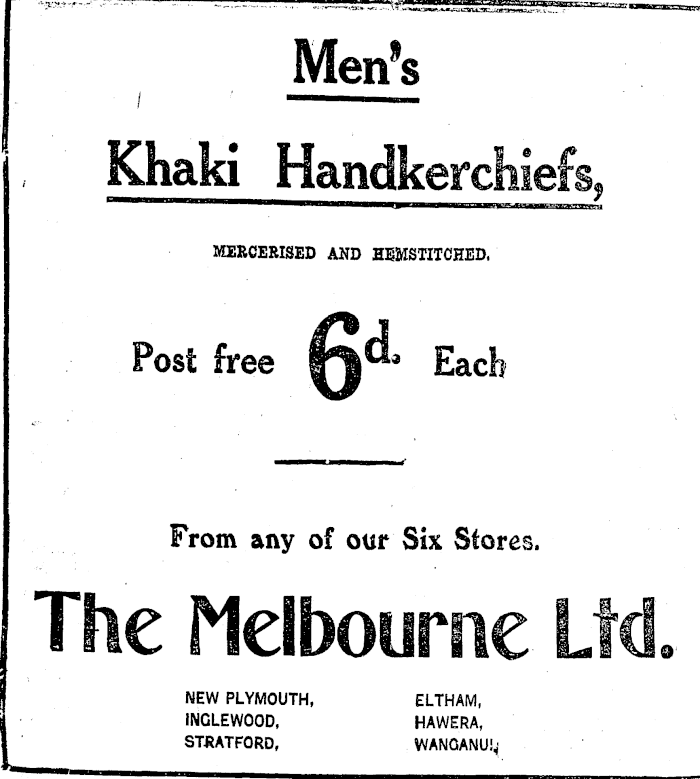 Men's
Khaki Handkerchiefs,
MERCERISED AND HEMSTITCHED.
Post free 6d. Each
From any of our Six Stores.
The Melbourne Ltd.
NEW PLYMOUTH, ELTHAM,
INGLEWOOD, HAWERA,
STRATFORD, WANGANUI,